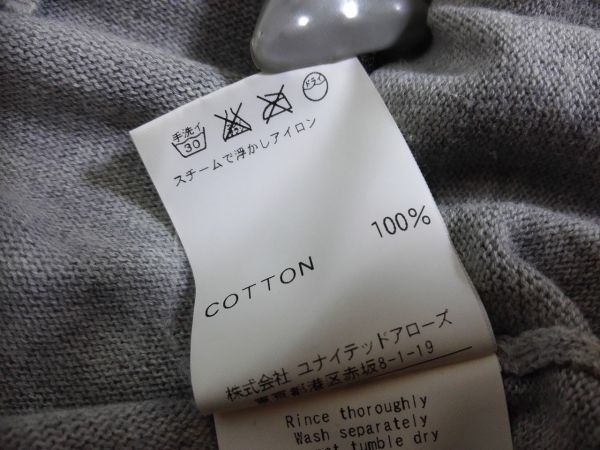 手洗イ
30
ドライ
スチームで浮かしアイロン
COTTON 100%
株式会社 ユナイテッドアローズ
東京都港区赤坂8-1-19
Rince thoroughly
Wash separately
tumble dry